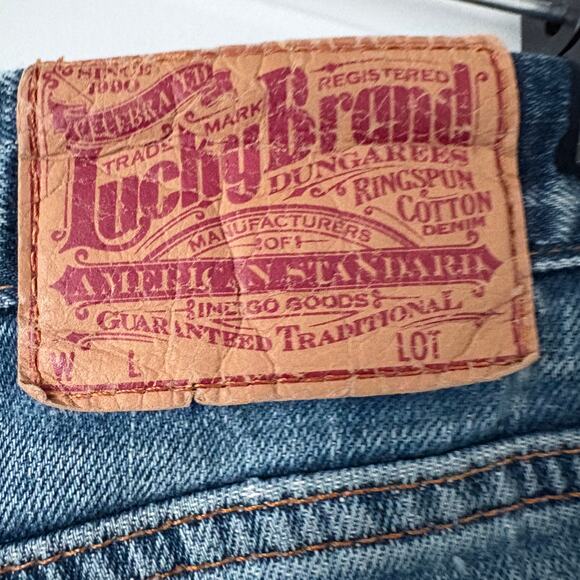 SINCE 1990
CELEBRATED
TRADE MARK
REGISTERED
Lucky Brand
DUNGAREES
RINGSPUN
COTTON
DENIM
MANUFACTURERS
OF
AMERICAN STANDARD
INDIGO GOODS
GUARANTEED TRADITIONAL
W L LOT